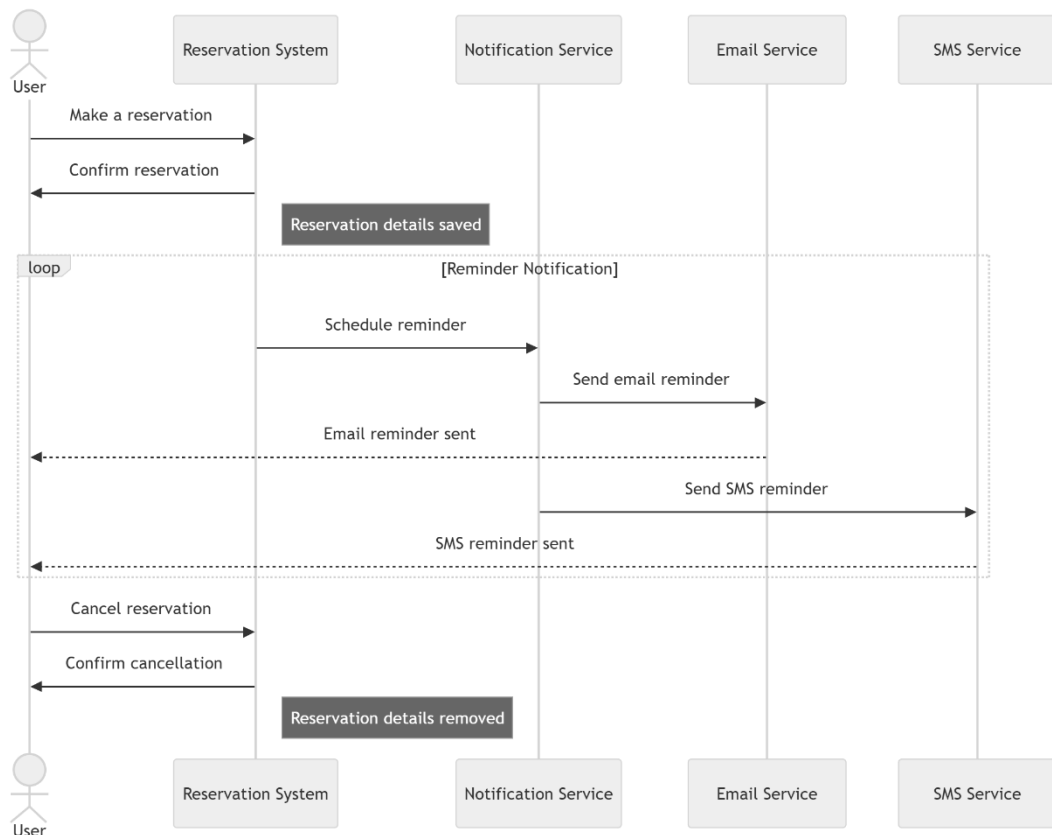 User
Reservation System
Notification Service
Email Service
SMS Service
Make a reservation
Confirm reservation
Reservation details saved
loop
[Reminder Notification]
Schedule reminder
Send email reminder
Email reminder sent
Send SMS reminder
SMS reminder sent
Cancel reservation
Confirm cancellation
Reservation details removed
User
Reservation System
Notification Service
Email Service
SMS Service